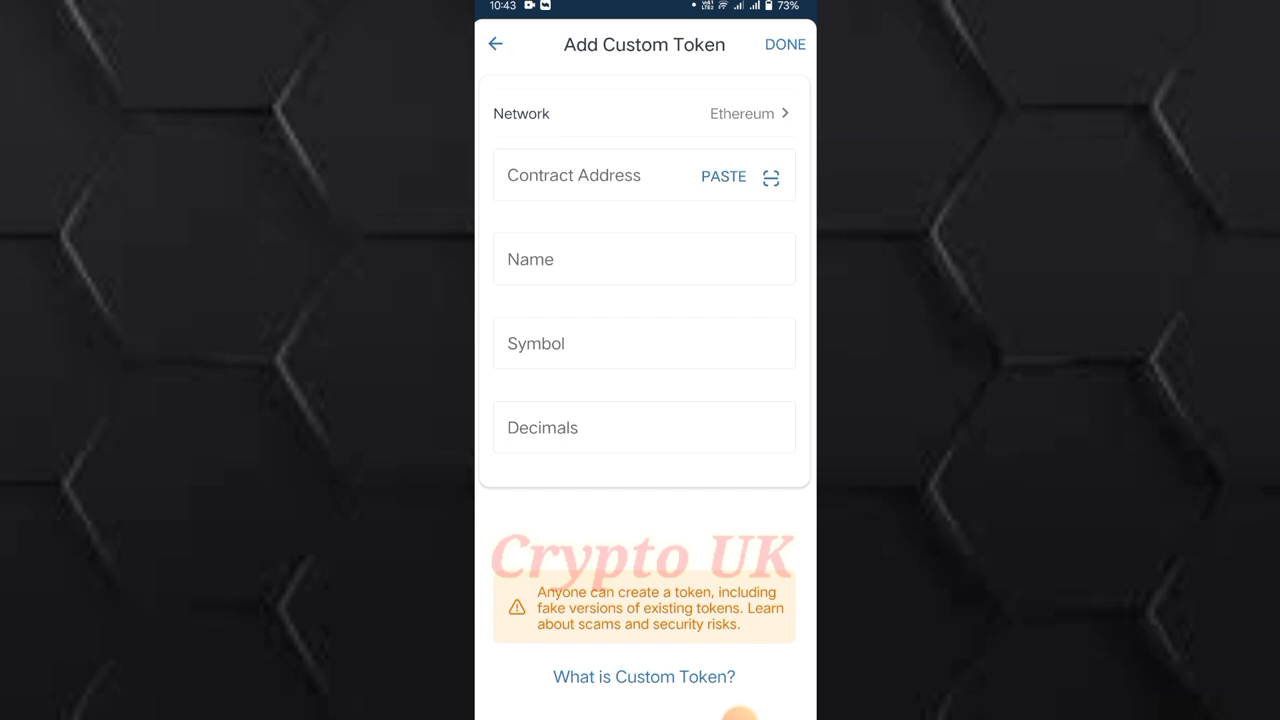 10:43
73%
Add Custom Token DONE
Network Ethereum
Contract Address PASTE
Name
Symbol
Decimals
Crypto UK
Anyone can create a token, including
fake versions of existing tokens. Learn
about scams and security risks.
What is Custom Token?